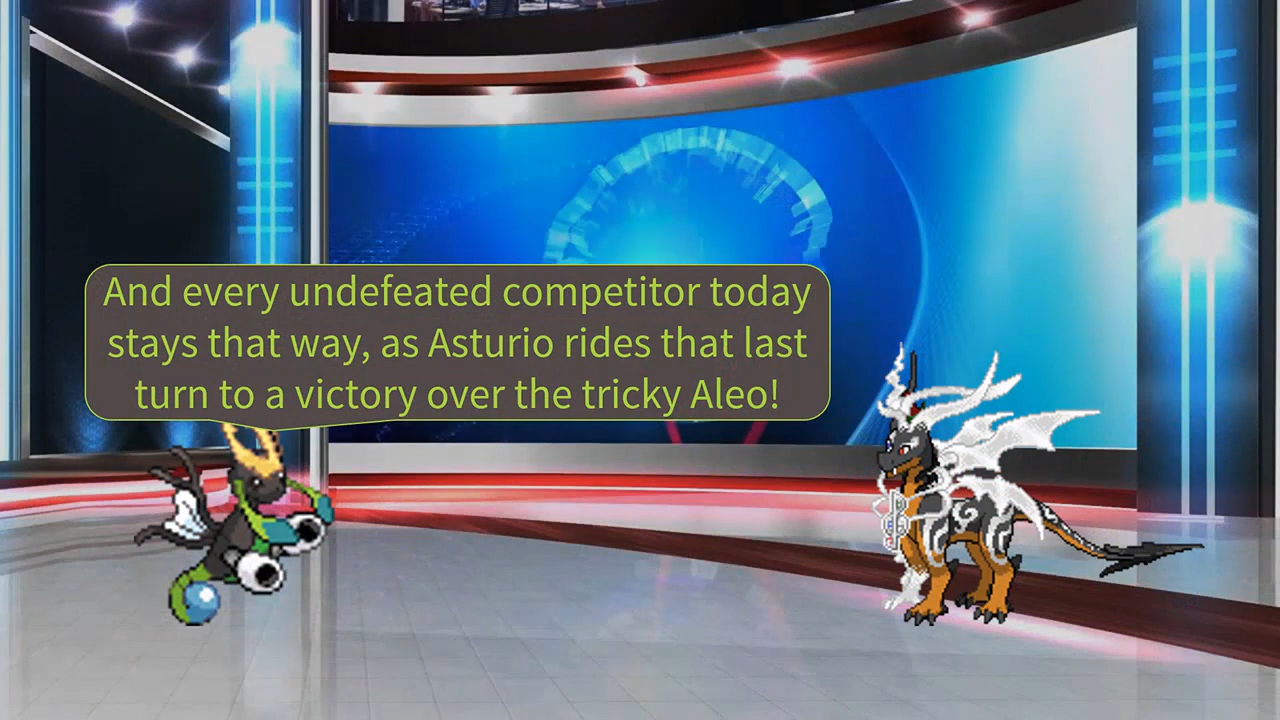 And every undefeated competitor today
stays that way, as Asturio rides that last
turn to a victory over the tricky Aleo!